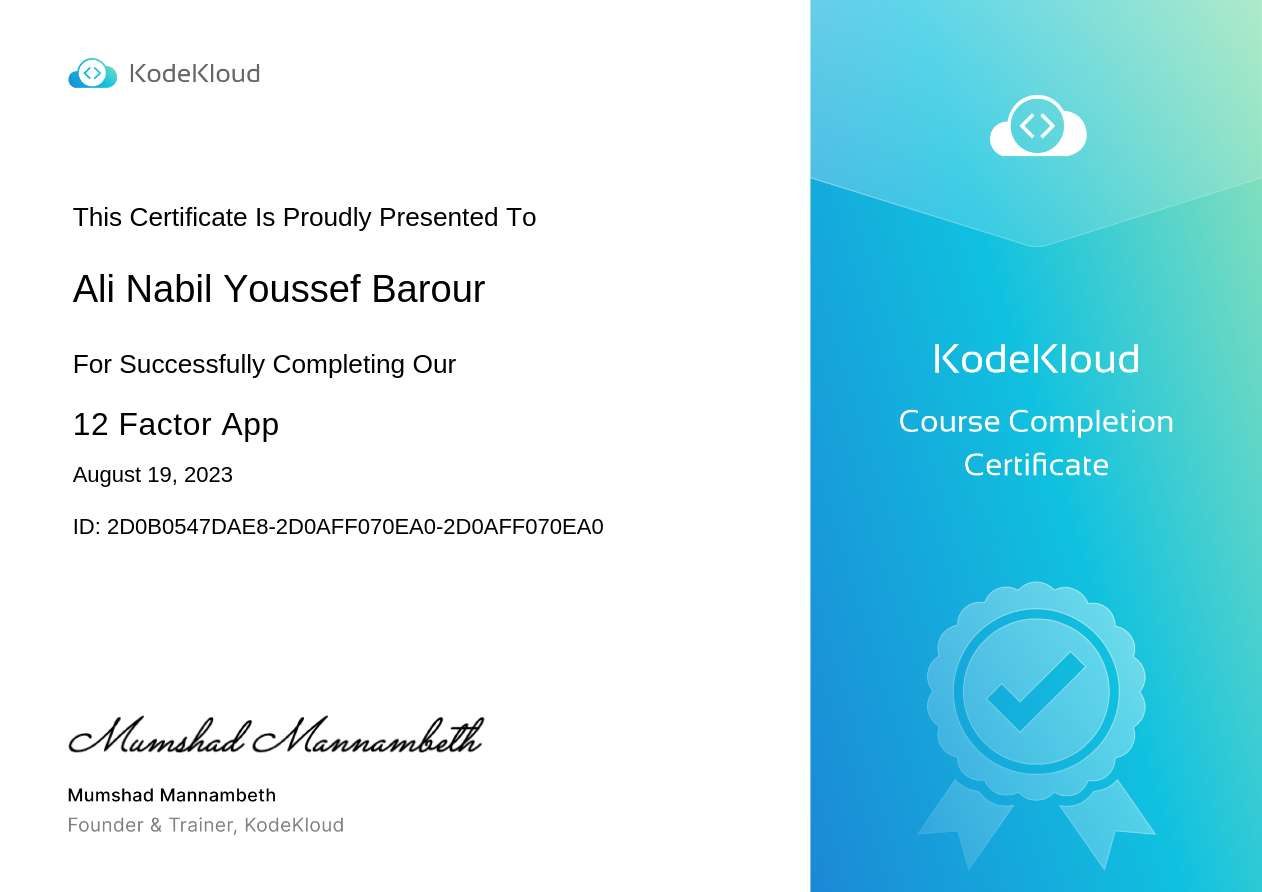 KodeKloud
This Certificate Is Proudly Presented To
Ali Nabil Youssef Barour
For Successfully Completing Our
12 Factor App
August 19, 2023
ID: 2D0B0547DAE8-2D0AFF070EA0-2D0AFF070EA0
Mumshad Mannambeth
Mumshad Mannambeth
Founder & Trainer, KodeKloud
KodeKloud
Course Completion
Certificate